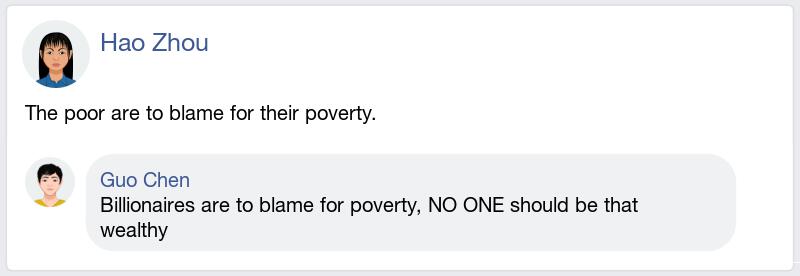 Hao Zhou
The poor are to blame for their poverty.
Guo Chen
Billionaires are to blame for poverty, NO ONE should be that
wealthy